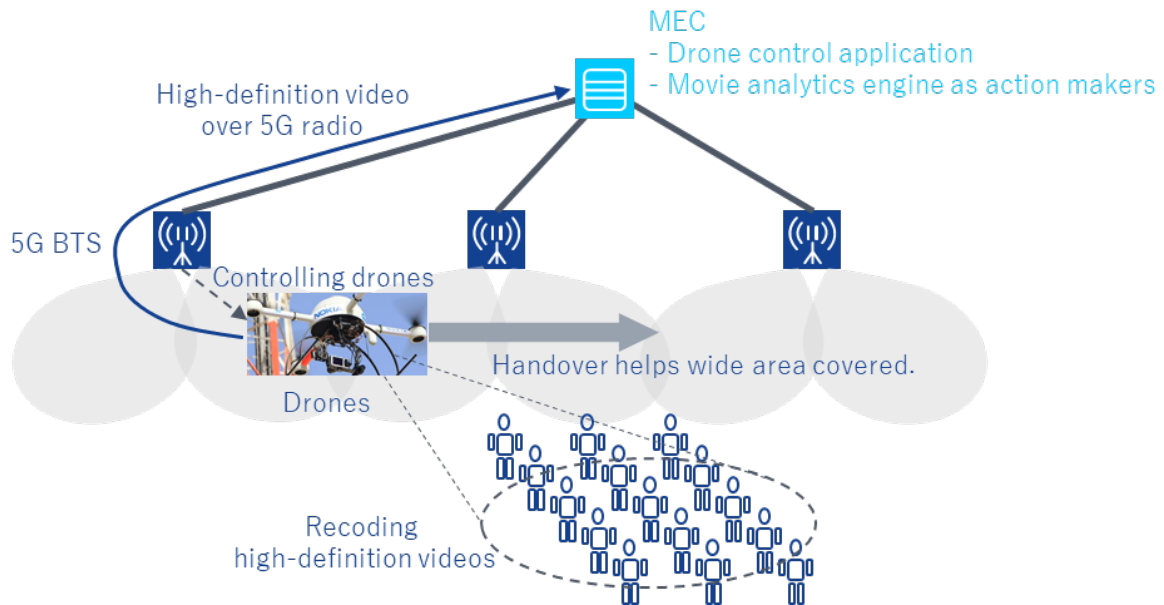 MEC
- Drone control application
- Movie analytics engine as action makers
High-definition video
over 5G radio
5G BTS
Controlling drones
NOKIA
Handover helps wide area covered.
Drones
Recoding
high-definition videos